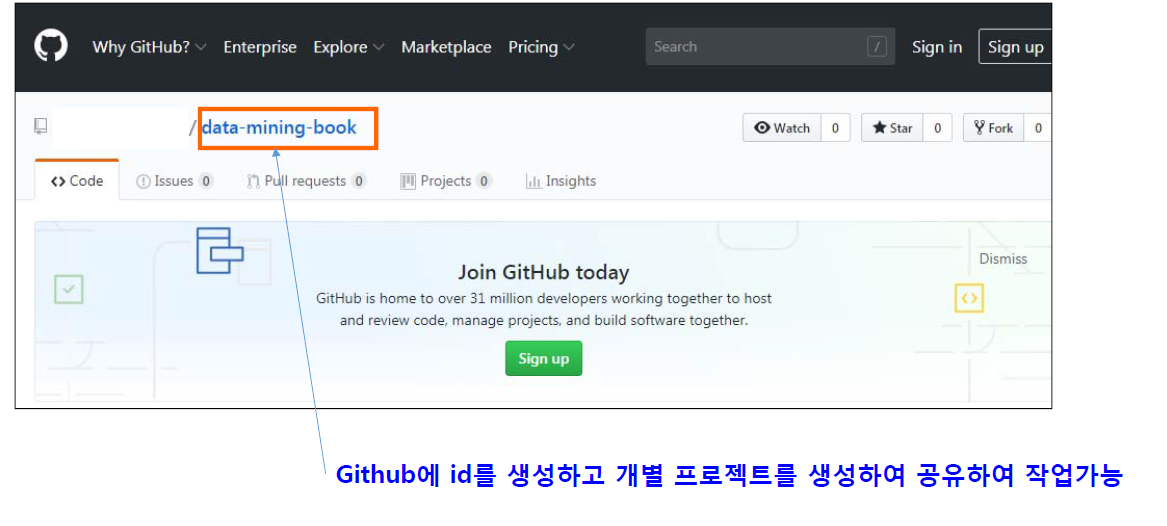 Why GitHub? Enterprise Explore Marketplace Pricing Search / Sign in Sign up
/ data-mining-book Watch 0 Star 0 Fork 0
<> Code Issues 0 Pull requests 0 Projects 0 Insights
Join GitHub today
Dismiss
GitHub is home to over 31 million developers working together to host
and review code, manage projects, and build software together.
Sign up
Github에 id를 생성하고 개별 프로젝트를 생성하여 공유하여 작업가능